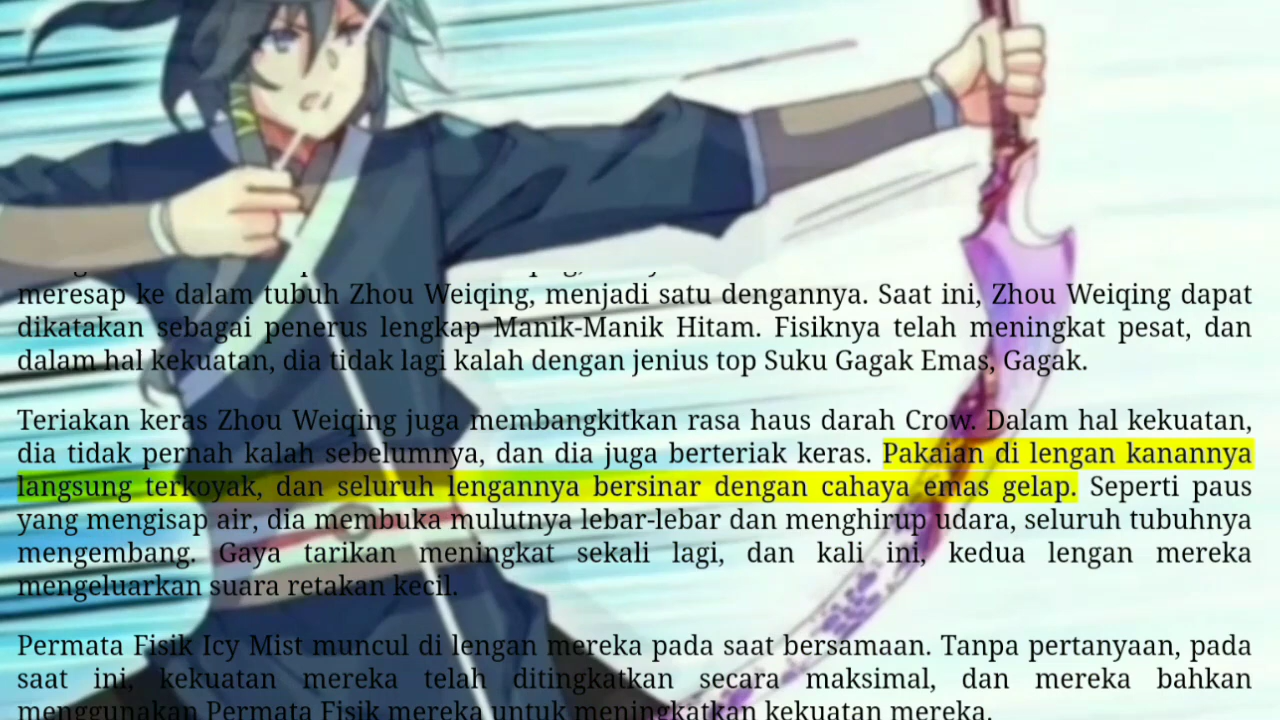 meresap ke dalam tubuh Zhou Weiqing, menjadi satu dengannya. Saat ini, Zhou Weiqing dapat
dikatakan sebagai penerus lengkap Manik-Manik Hitam. Fisiknya telah meningkat pesat, dan
dalam hal kekuatan, dia tidak lagi kalah dengan jenius top Suku Gagak Emas, Gagak.
Teriakan keras Zhou Weiqing juga membangkitkan rasa haus darah Crow. Dalam hal kekuatan,
dia tidak pernah kalah sebelumnya, dan dia juga berteriak keras. Pakaian di lengan kanannya
langsung terkoyak, dan seluruh lengannya bersinar dengan cahaya emas gelap. Seperti paus
yang mengisap air, dia membuka mulutnya lebar-lebar dan menghirup udara, seluruh tubuhnya
mengembang. Gaya tarikan meningkat sekali lagi, dan kali ini, kedua lengan mereka
mengeluarkan suara retakan kecil.
Permata Fisik Icy Mist muncul di lengan mereka pada saat bersamaan. Tanpa pertanyaan, pada
saat ini, kekuatan mereka telah ditingkatkan secara maksimal, dan mereka bahkan
menggunakan Permata Fisik mereka untuk meningkatkan kekuatan mereka.